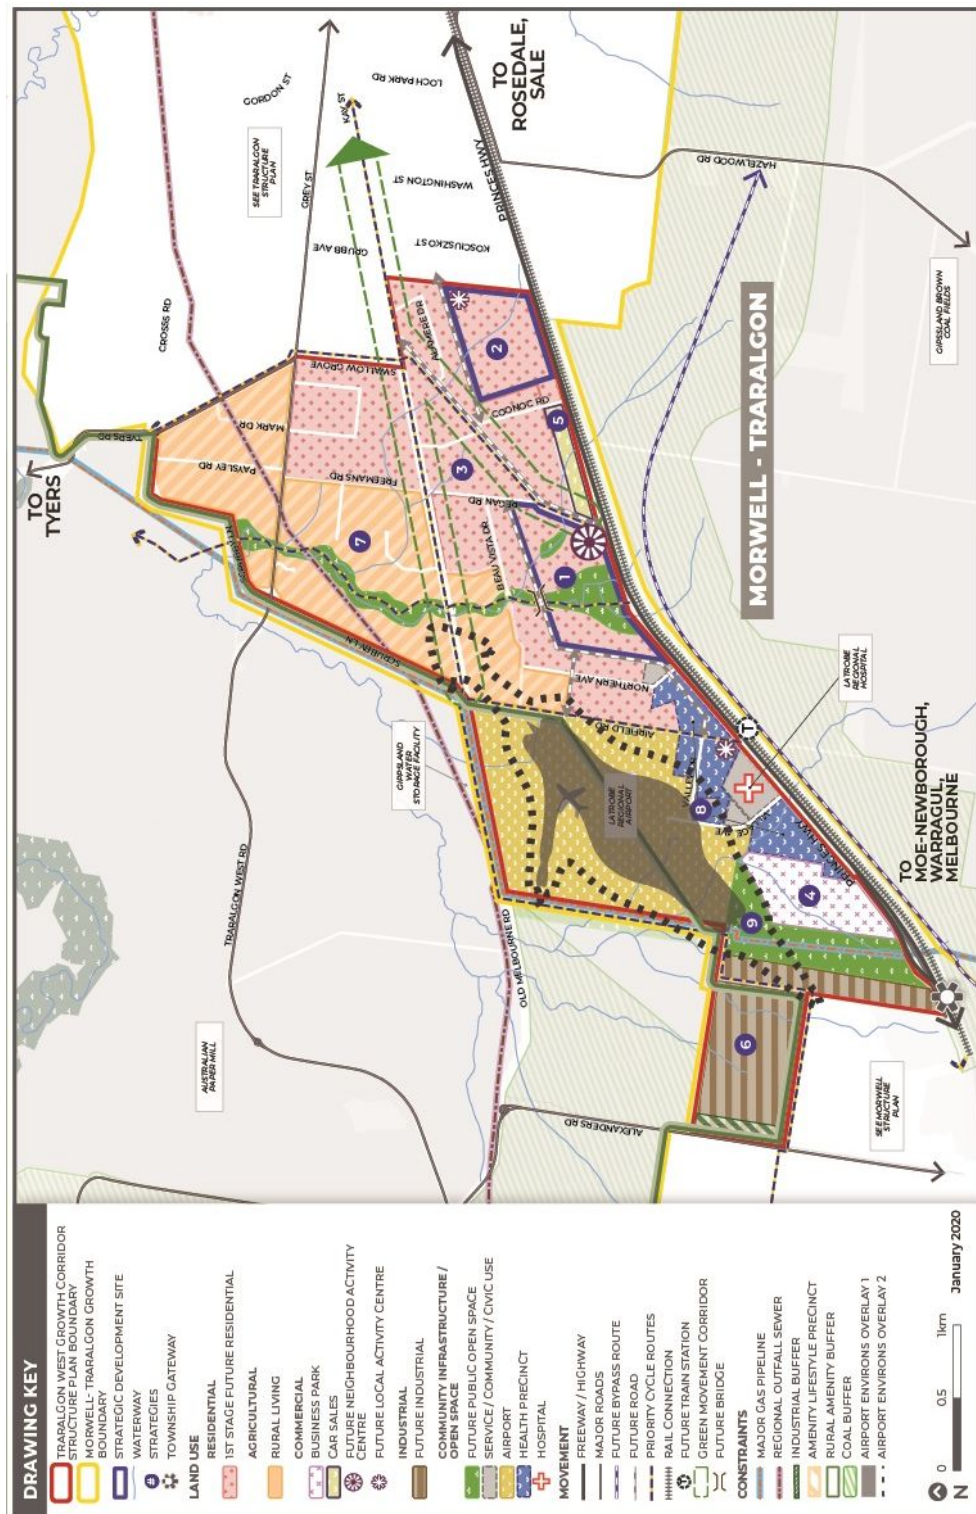 DRAWING KEY
TRARALGON WEST GROWTH CORRIDOR
STRUCTURE PLAN BOUNDARY
MORWELL- TRARALGON GROWTH
BOUNDARY
STRATEGIC DEVELOPMENT SITE
WATERWAY
# STRATEGIES
TOWNSHIP GATEWAY
LAND USE
RESIDENTIAL
1ST STAGE FUTURE RESIDENTIAL
AGRICULTURAL
RURAL LIVING
COMMERCIAL
BUSINESS PARK
CAR SALES
FUTURE NEIGHBOURHOOD ACTIVITY
CENTRE
FUTURE LOCAL ACTIVITY CENTRE
INDUSTRIAL
FUTURE INDUSTRIAL
COMMUNITY INFRASTRUCTURE /
OPEN SPACE
FUTURE PUBLIC OPEN SPACE
SERVICE / COMMUNITY / CIVIC USE
AIRPORT
HEALTH PRECINCT
HOSPITAL
MOVEMENT
FREEWAY / HIGHWAY
MAJOR ROADS
FUTURE BYPASS ROUTE
FUTURE ROAD
PRIORITY CYCLE ROUTES
RAIL CONNECTION
T FUTURE TRAIN STATION
GREEN MOVEMENT CORRIDOR
FUTURE BRIDGE
CONSTRAINTS
MAJOR GAS PIPELINE
REGIONAL OUTFALL SEWER
INDUSTRIAL BUFFER
AMENITY LIFESTYLE PRECINCT
RURAL AMENITY BUFFER
COAL BUFFER
AIRPORT ENVIRONS OVERLAY 1
AIRPORT ENVIRONS OVERLAY 2
N
0 0.5 1km
January 2020
TO
TYERS
TYERS RD
CROSSS RD
SEE TRARALGON
STRUCTURE
PLAN
GORDON ST
GREY ST
KAY ST
LOCH PARK RD
GRUBB AVE
WASHINGTON ST
KOSCIUSZKO ST
TO
ROSEDALE,
SALE
PRINCES HWY
HAZELWOOD RD
GIPSSLAND BROWN
COAL FIELDS
MORWELL - TRARALGON
MARK DR
PAYSLEY RD
SWALLOW GROVE
FREEMANS RD
COONOC RD
REGAN RD
BEAU VISTA DR
SCRUBBY LN
SCRUBBY LN
NORTHERN AVE
AIRFIELD RD
VILLAGE AVE
TRARALGON WEST RD
GIPPSLAND
WATER
STORAGE FACILITY
LATROBE
REGIONAL
AIRPORT
LATROBE
REGIONAL
HOSPITAL
T
PRINCES HWY
OLD MELBOURNE RD
AUSTRALIAN
PAPER MILL
ALEXANDERS RD
SEE MORWELL
STRUCTURE
PLAN
TO
MOE-NEWBOROUGH,
WARRAGUL,
MELBOURNE
1
2
3
4
5
6
7
8
9